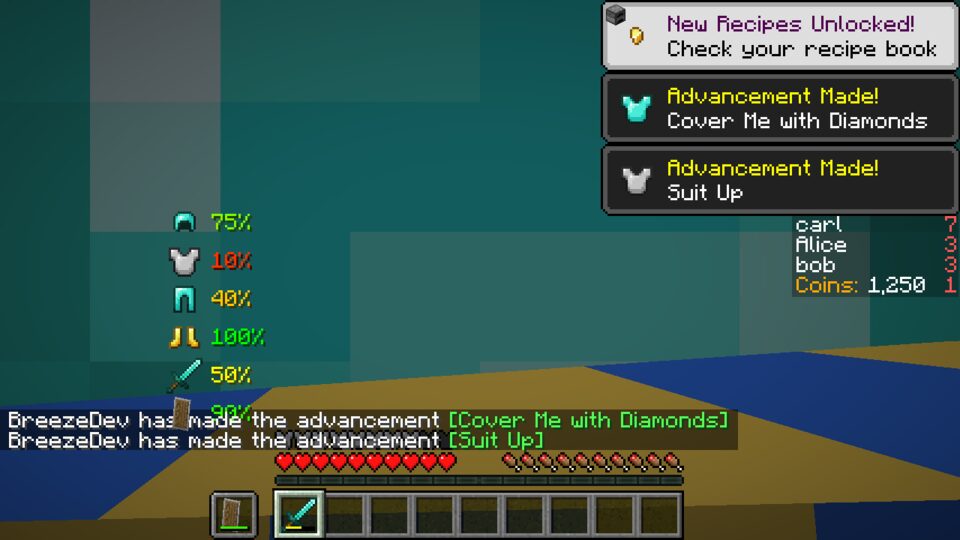 New Recipes Unlocked!
Check your recipe book
Advancement Made!
Cover Me with Diamonds
Advancement Made!
Suit Up
carl 7
Alice 3
bob 3
Coins: 1,250 1
75%
10%
40%
100%
50%
90%
BreezeDev has made the advancement [Cover Me with Diamonds]
BreezeDev has made the advancement [Suit Up]